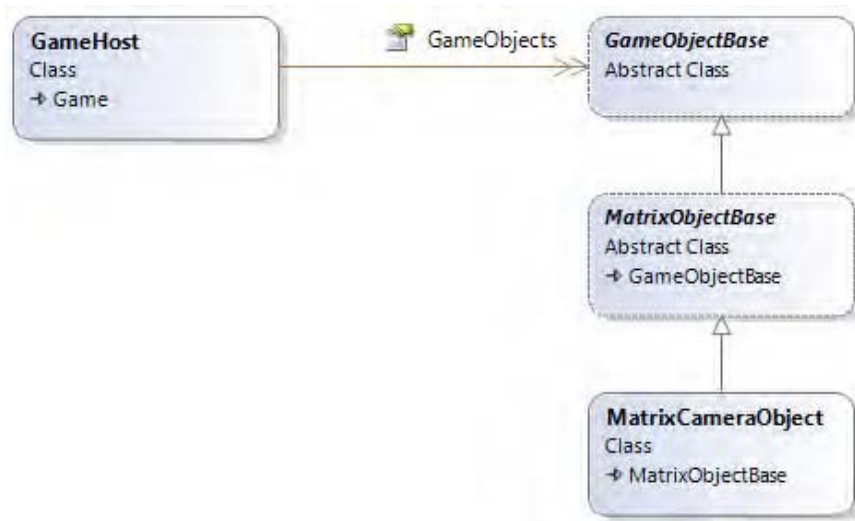 GameHost
Class
Game
GameObjects
GameObjectBase
Abstract Class
MatrixObjectBase
Abstract Class
GameObjectBase
MatrixCameraObject
Class
MatrixObjectBase